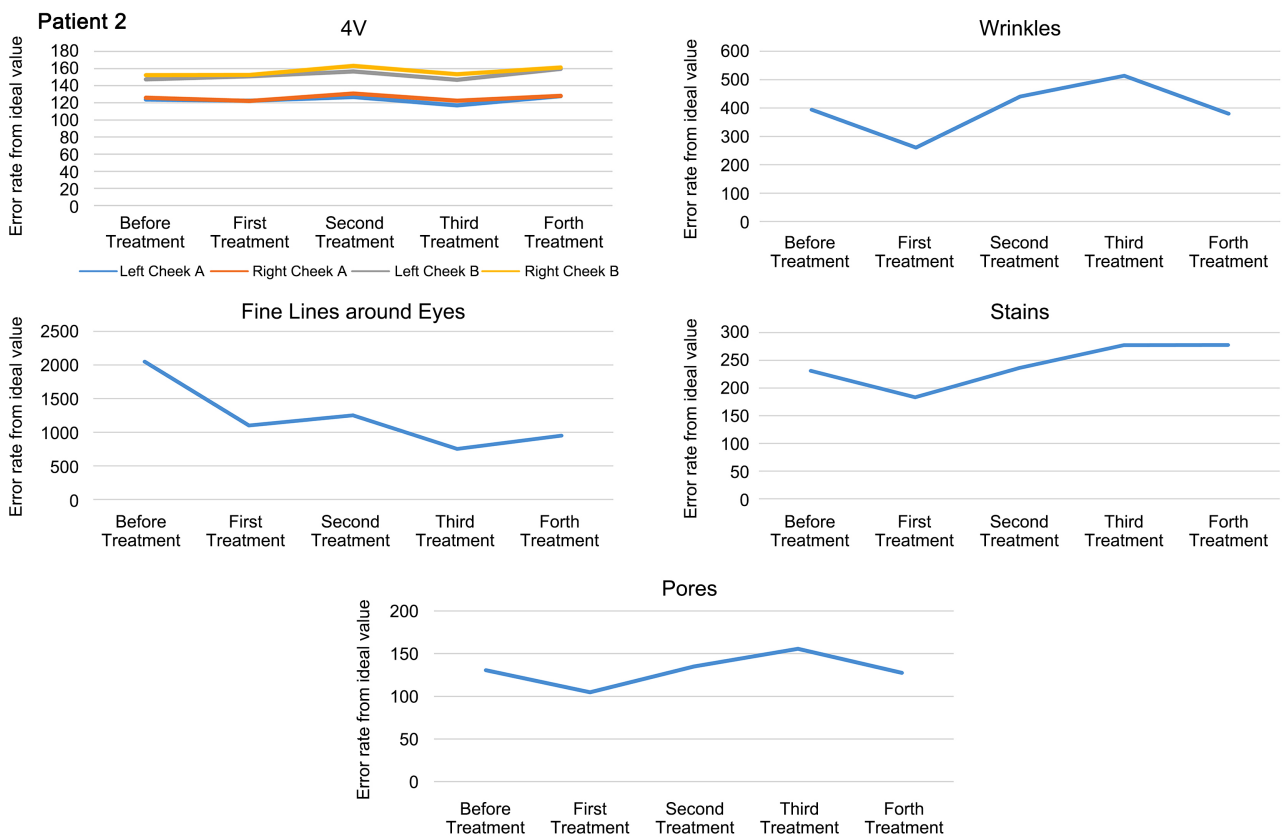 Patient 2
4V
Error rate from ideal value
180
160
140
120
100
80
60
40
20
0
Before Treatment
First Treatment
Second Treatment
Third Treatment
Forth Treatment
Left Cheek A
Right Cheek A
Left Cheek B
Right Cheek B
Wrinkles
Error rate from ideal value
600
500
400
300
200
100
0
Before Treatment
First Treatment
Second Treatment
Third Treatment
Forth Treatment
Fine Lines around Eyes
Error rate from ideal value
2500
2000
1500
1000
500
0
Before Treatment
First Treatment
Second Treatment
Third Treatment
Forth Treatment
Stains
Error rate from ideal value
300
250
200
150
100
50
0
Before Treatment
First Treatment
Second Treatment
Third Treatment
Forth Treatment
Pores
Error rate from ideal value
200
150
100
50
0
Before Treatment
First Treatment
Second Treatment
Third Treatment
Forth Treatment